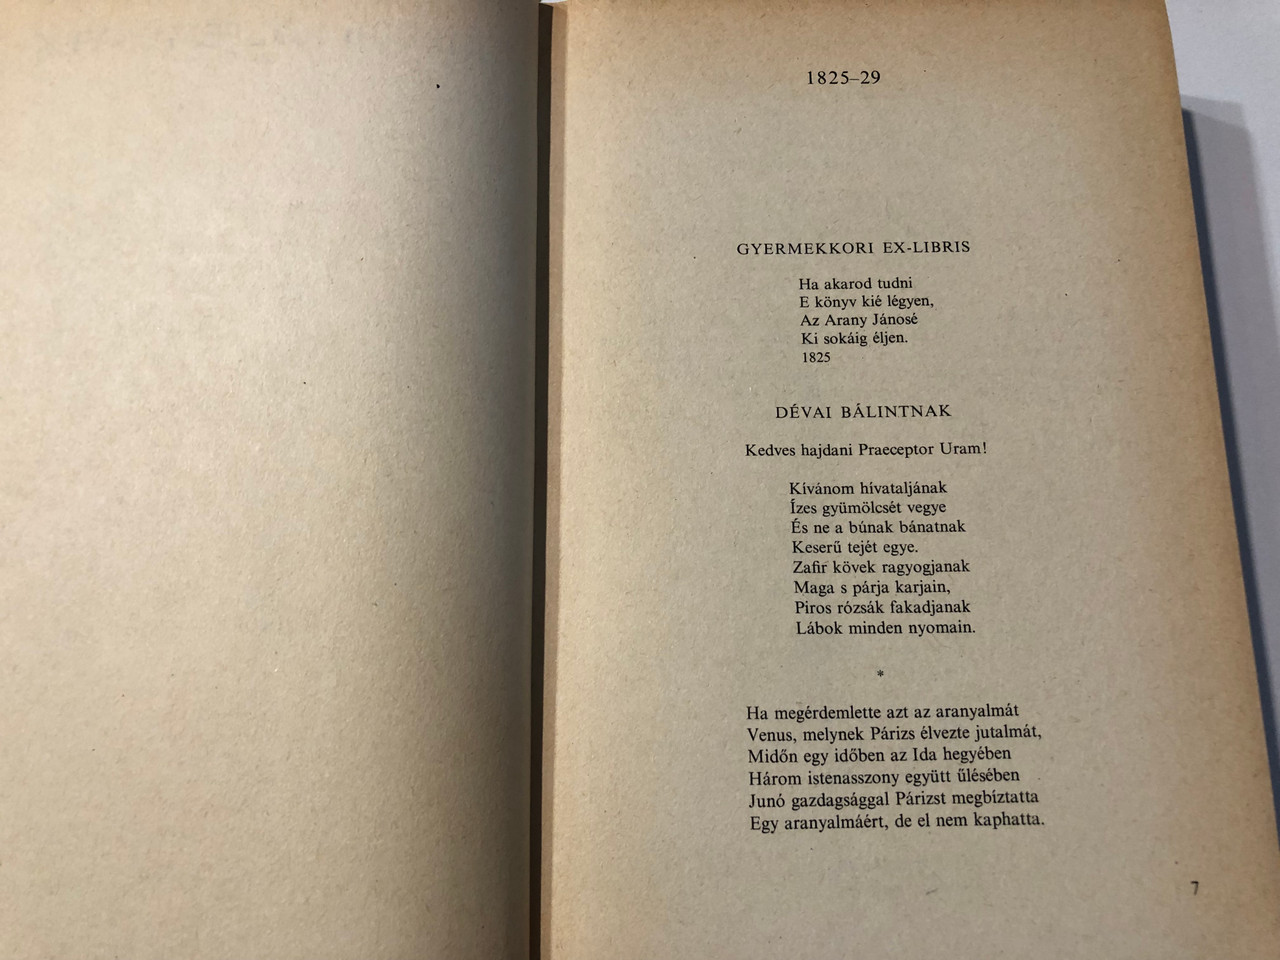 1825–29
GYERMEKKORI EX-LIBRIS
Ha akarod tudni
E könyv kié légyen,
Az Arany Jánosé
Ki sokáig éljen.
1825
DÉVAI BÁLINTNAK
Kedves hajdani Praeceptor Uram!
Kívánom hívataljának
Ízes gyümölcsét vegye
És ne a búnak bánatnak
Keserű tejét egye.
Zafir kövek ragyogjanak
Maga s párja karjain,
Piros rózsák fakadjanak
Lábok minden nyomain.
*
Ha megérdemlette azt az aranyalmát
Venus, melynek Párizs élvezte jutalmát,
Midőn egy időben az Ida hegyében
Három istenasszony együtt űlésében
Junó gazdagsággal Párizst megbíztatta
Egy aranyalmáért, de el nem kaphatta.
7